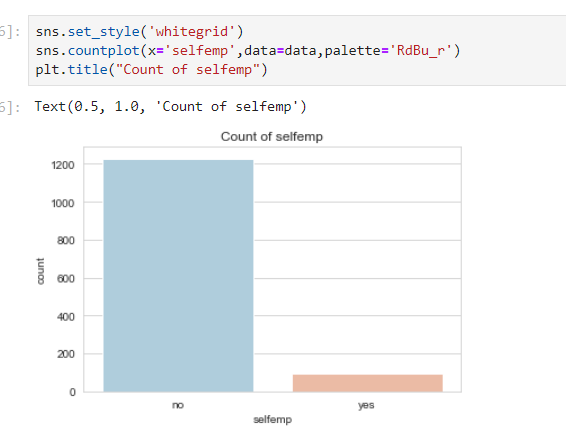 6]: sns.set_style('whitegrid')
sns.countplot(x='selfemp',data=data,palette='RdBu_r')
plt.title("Count of selfemp")
6]: Text(0.5, 1.0, 'Count of selfemp')
Count of selfemp
1200
1000
800
600
400
200
0
count
no yes
selfemp